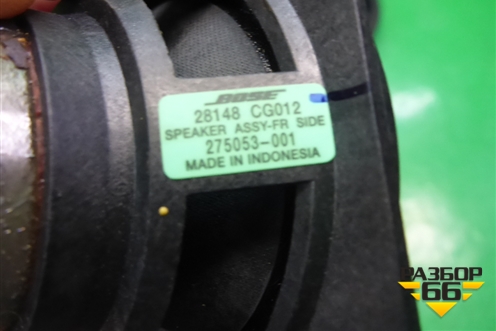 BOSE
28148 CG012
SPEAKER ASSY-FR SIDE
275053-001
MADE IN INDONESIA
РАЗБОР
66